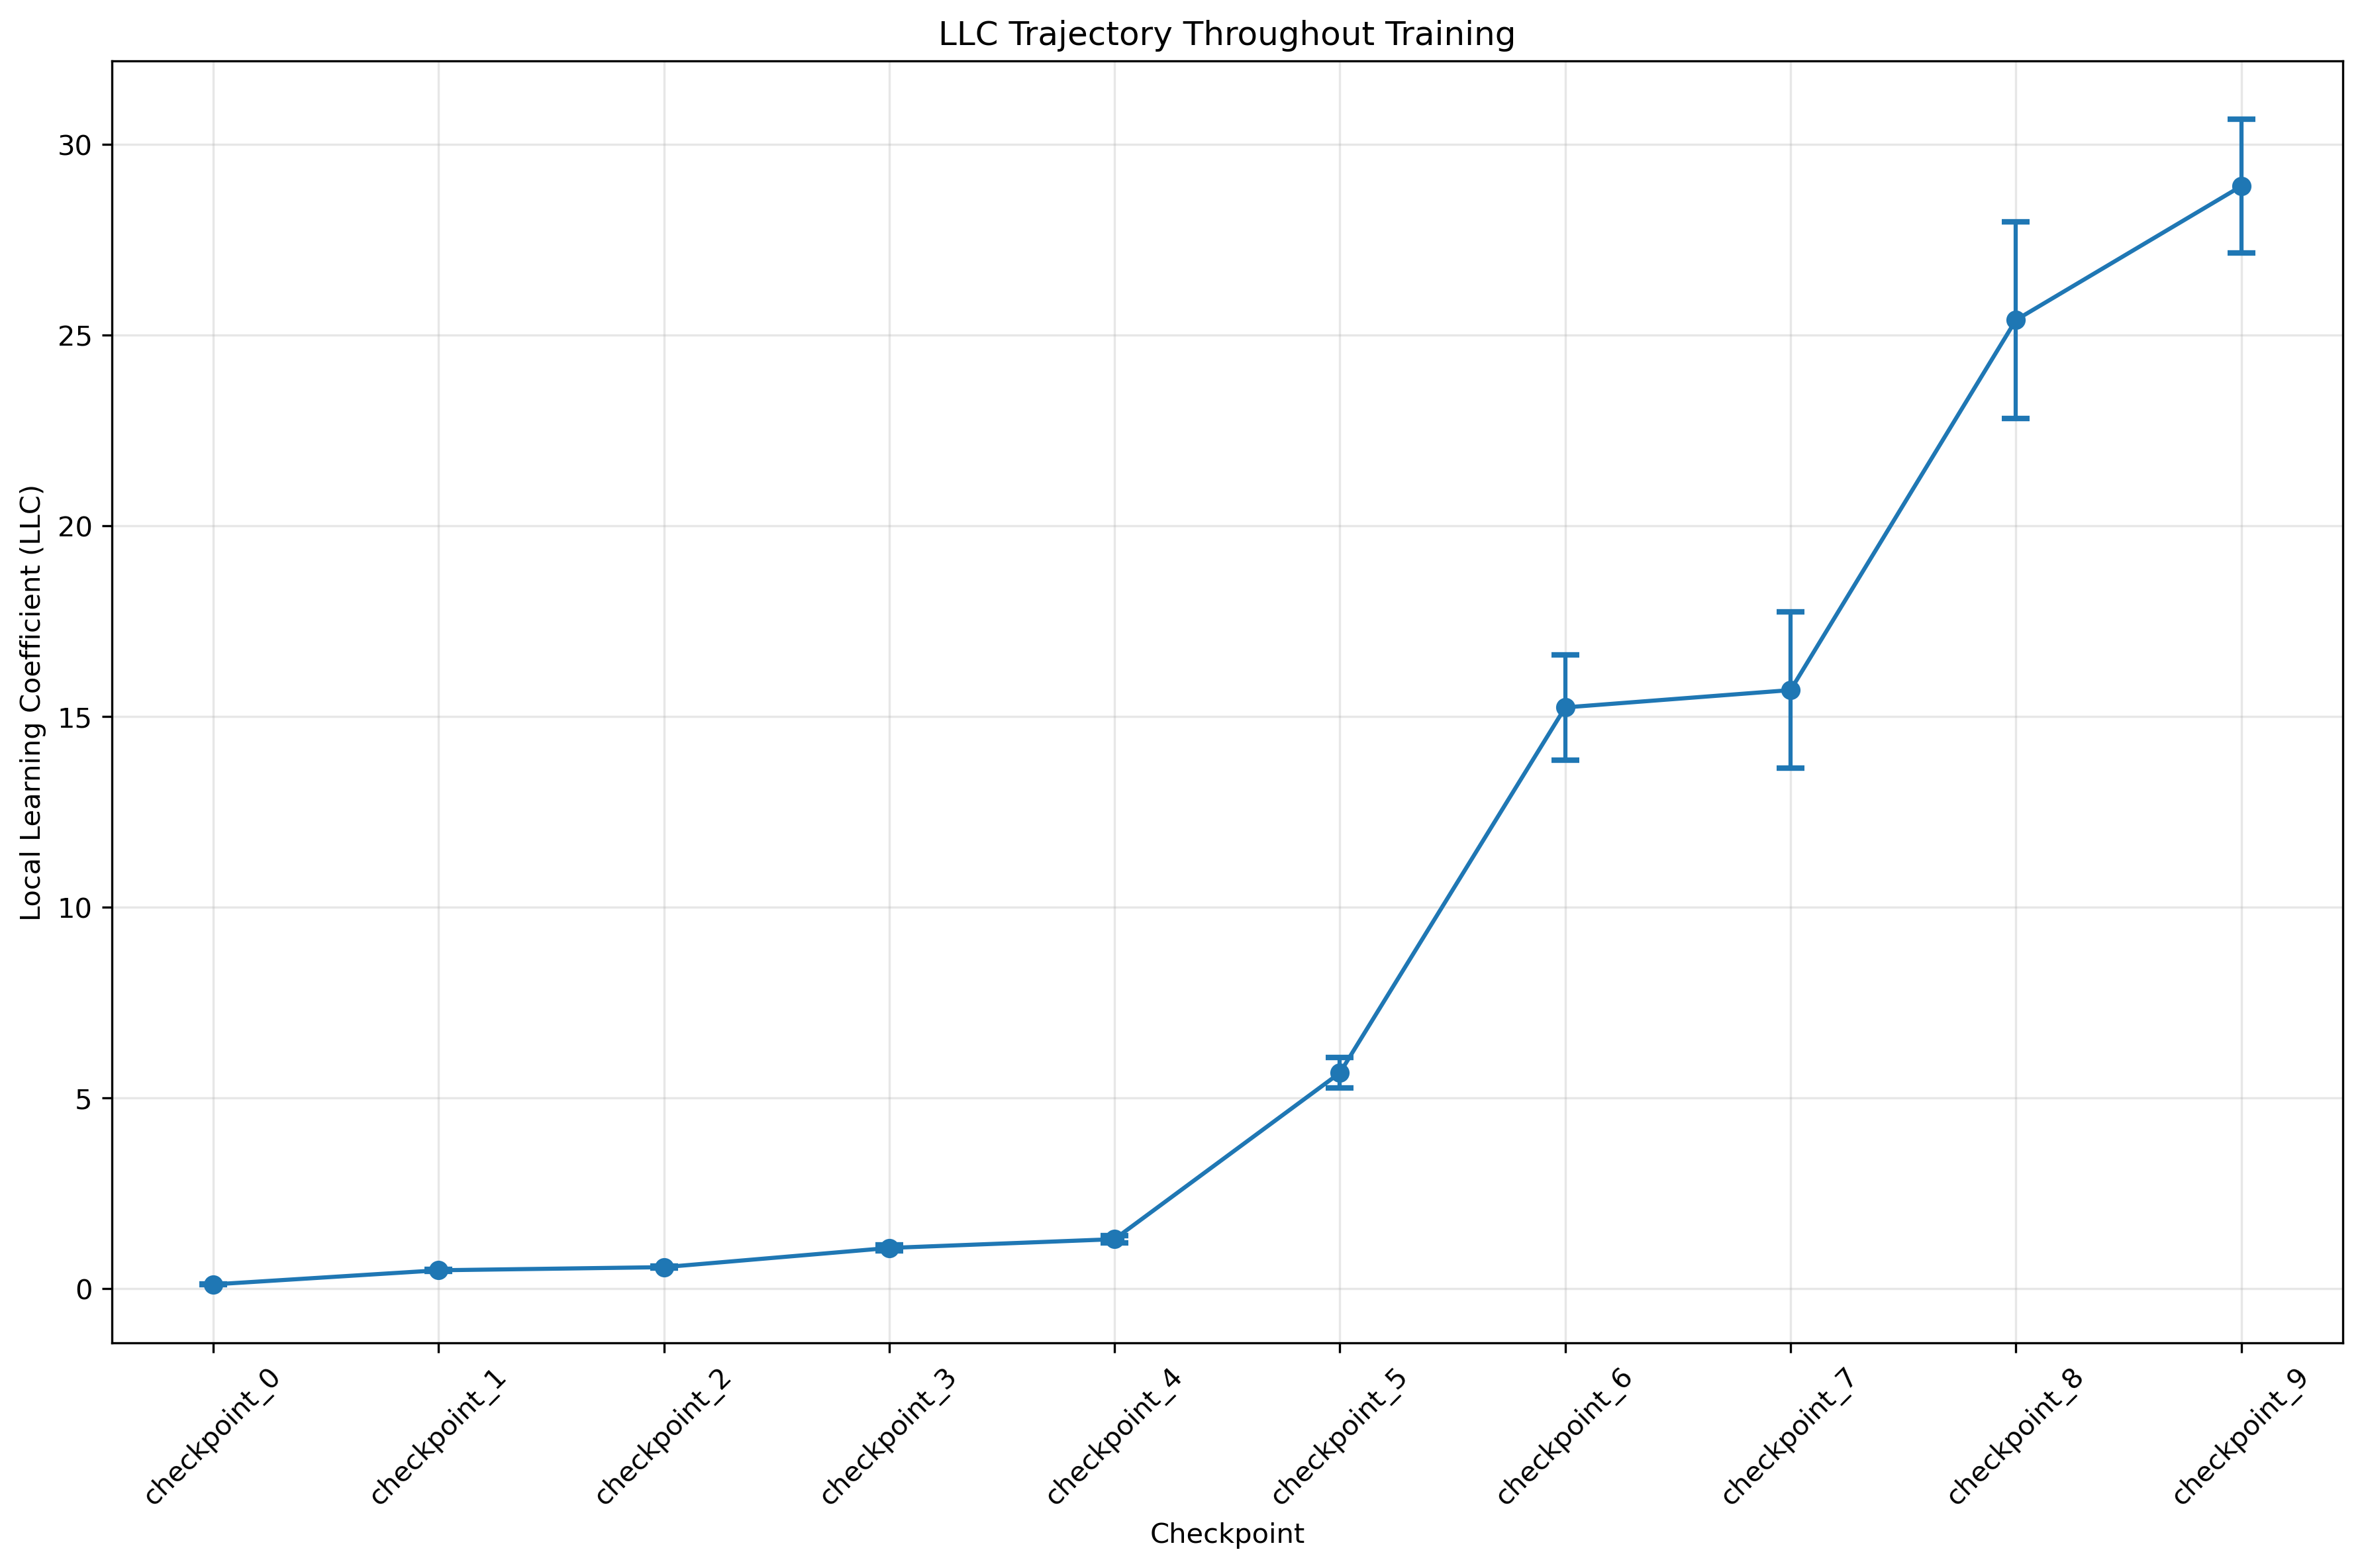 LLC Trajectory Throughout Training
Local Learning Coefficient (LLC)
30
25
20
15
10
5
0
checkpoint_0
checkpoint_1
checkpoint_2
checkpoint_3
checkpoint_4
checkpoint_5
checkpoint_6
checkpoint_7
checkpoint_8
checkpoint_9
Checkpoint